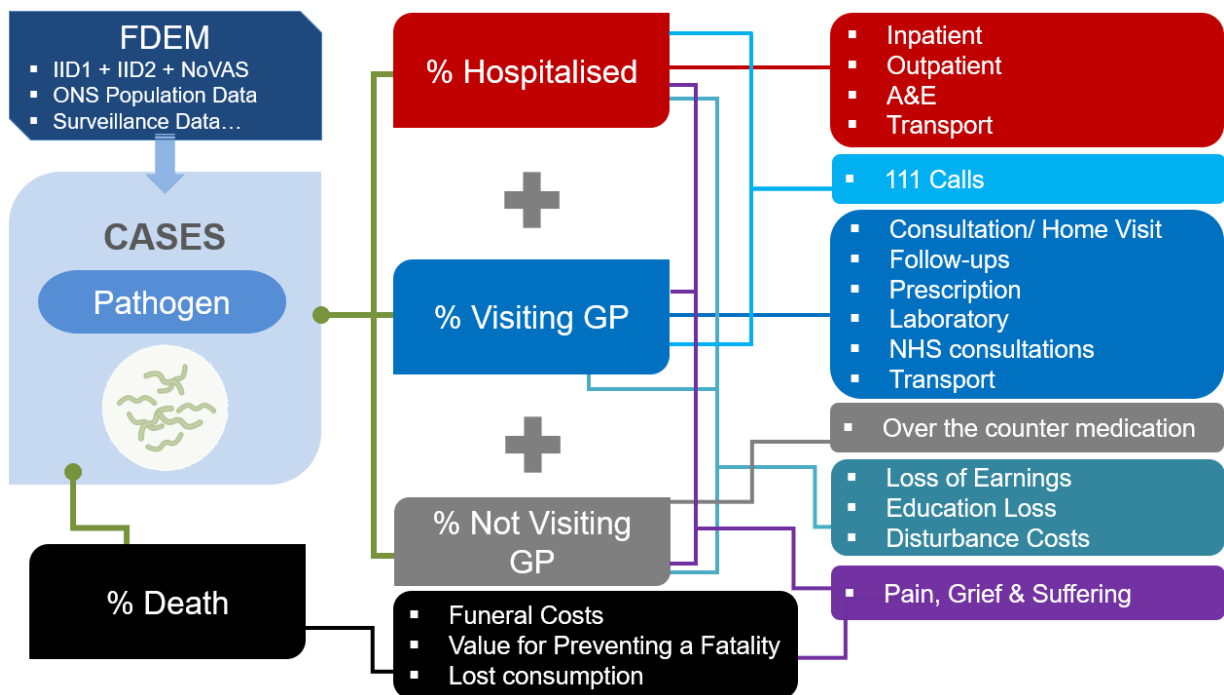 FDEM
▪ IID1 + IID2 + NoVAS
▪ ONS Population Data
▪ Surveillance Data…
CASES
Pathogen
% Death
% Hospitalised
% Visiting GP
% Not Visiting
GP
▪ Funeral Costs
▪ Value for Preventing a Fatality
▪ Lost consumption
▪ Inpatient
▪ Outpatient
▪ A&E
▪ Transport
▪ 111 Calls
▪ Consultation/ Home Visit
▪ Follow-ups
▪ Prescription
▪ Laboratory
▪ NHS consultations
▪ Transport
▪ Over the counter medication
▪ Loss of Earnings
▪ Education Loss
▪ Disturbance Costs
▪ Pain, Grief & Suffering